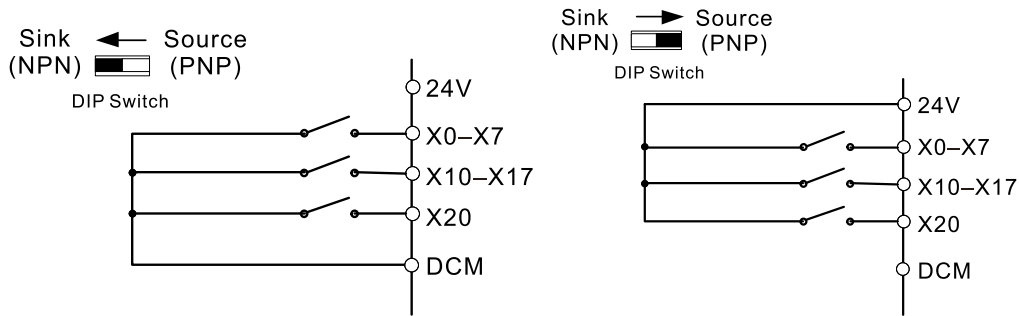 Sink Source
(NPN) (PNP)
DIP Switch
24V
X0–X7
X10–X17
X20
DCM
Sink Source
(NPN) (PNP)
DIP Switch
24V
X0–X7
X10–X17
X20
DCM